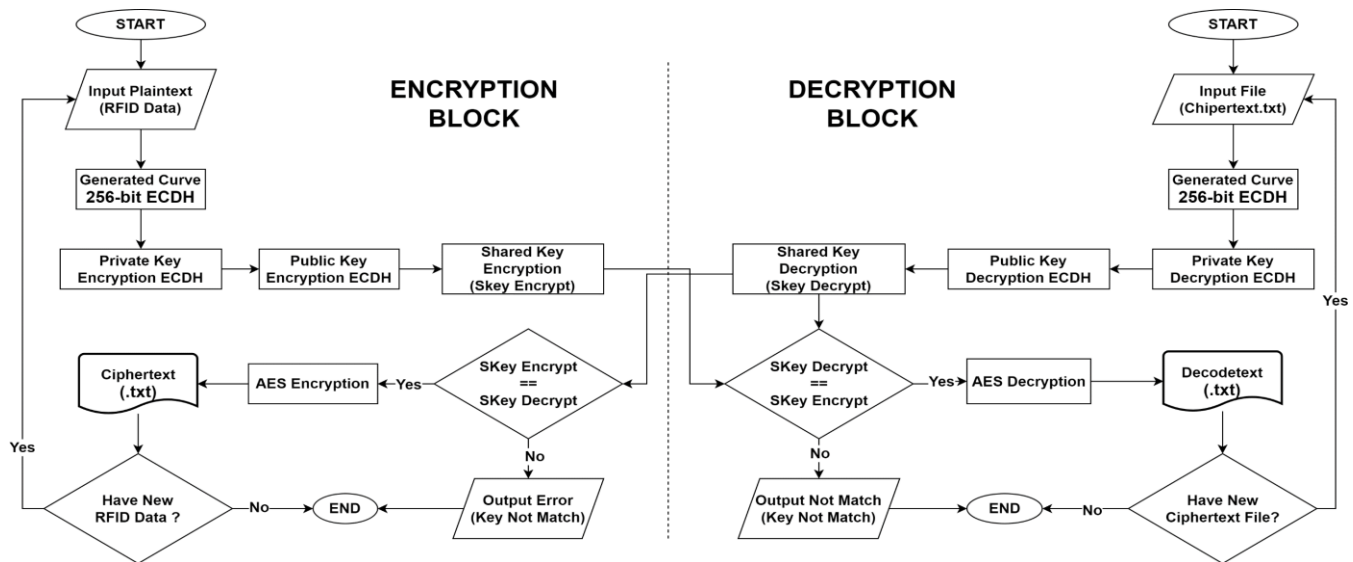 START
Input Plaintext
(RFID Data)
Generated Curve
256-bit ECDH
Private Key
Encryption ECDH
Public Key
Encryption ECDH
Shared Key
Encryption
(Skey Encrypt)
ENCRYPTION
BLOCK
SKey Encrypt
==
SKey Decrypt
Yes
AES Encryption
Ciphertext
(.txt)
No
Output Error
(Key Not Match)
Have New
RFID Data ?
Yes
No
END
DECRYPTION
BLOCK
START
Input File
(Chipertext.txt)
Generated Curve
256-bit ECDH
Private Key
Decryption ECDH
Public Key
Decryption ECDH
Shared Key
Decryption
(Skey Decrypt)
SKey Decrypt
==
SKey Encrypt
Yes
AES Decryption
Decodetext
(.txt)
No
Output Not Match
(Key Not Match)
Have New
Ciphertext File?
Yes
No
END